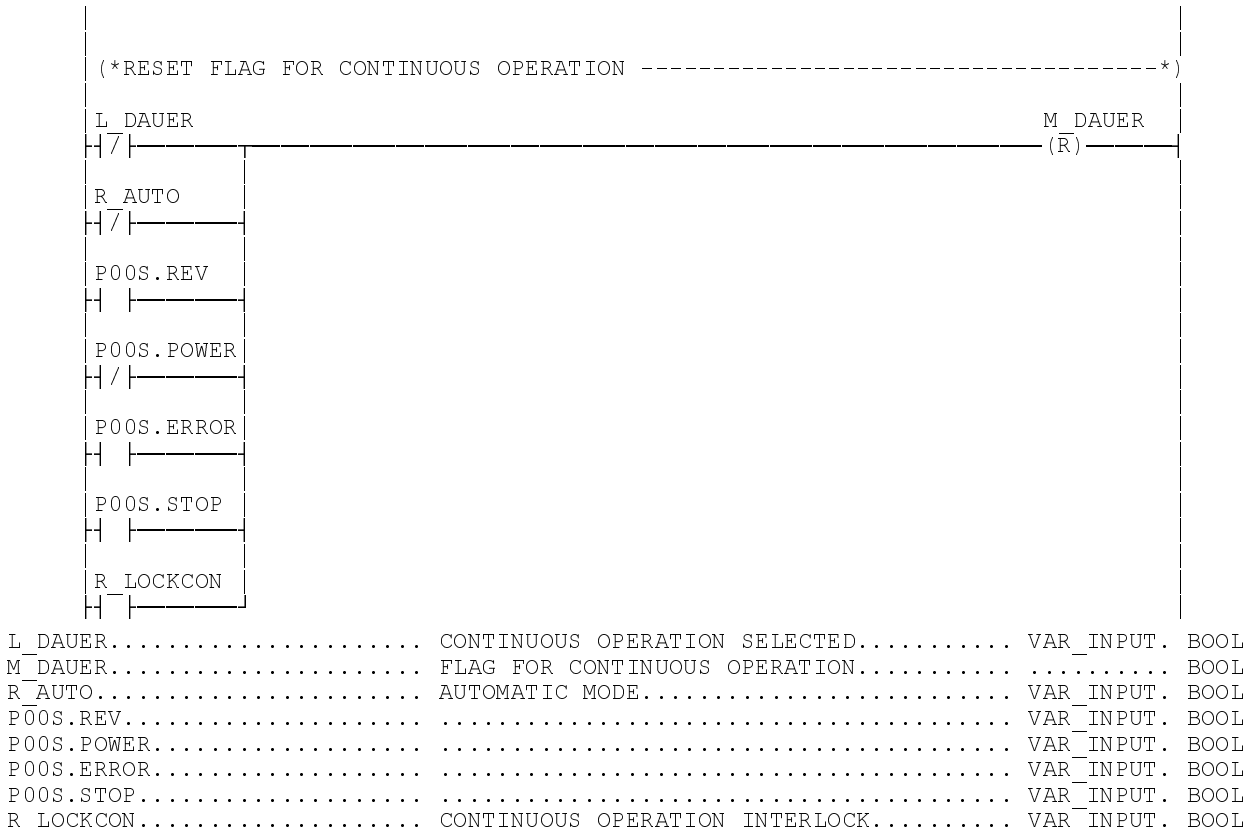 (*RESET FLAG FOR CONTINUOUS OPERATION ------------------------------------*)
L_DAUER M_DAUER
/ (R)
R_AUTO
/
P00S.REV
P00S.POWER
/
P00S.ERROR
P00S.STOP
R_LOCKCON
L_DAUER...................... CONTINUOUS OPERATION SELECTED........... VAR_INPUT. BOOL
M_DAUER...................... FLAG FOR CONTINUOUS OPERATION........... .......... BOOL
R_AUTO....................... AUTOMATIC MODE.......................... VAR_INPUT. BOOL
P00S.REV..................... ........................................ VAR_INPUT. BOOL
P00S.POWER................... ........................................ VAR_INPUT. BOOL
P00S.ERROR................... ........................................ VAR_INPUT. BOOL
P00S.STOP.................... ........................................ VAR_INPUT. BOOL
R_LOCKCON.................... CONTINUOUS OPERATION INTERLOCK.......... VAR_INPUT. BOOL